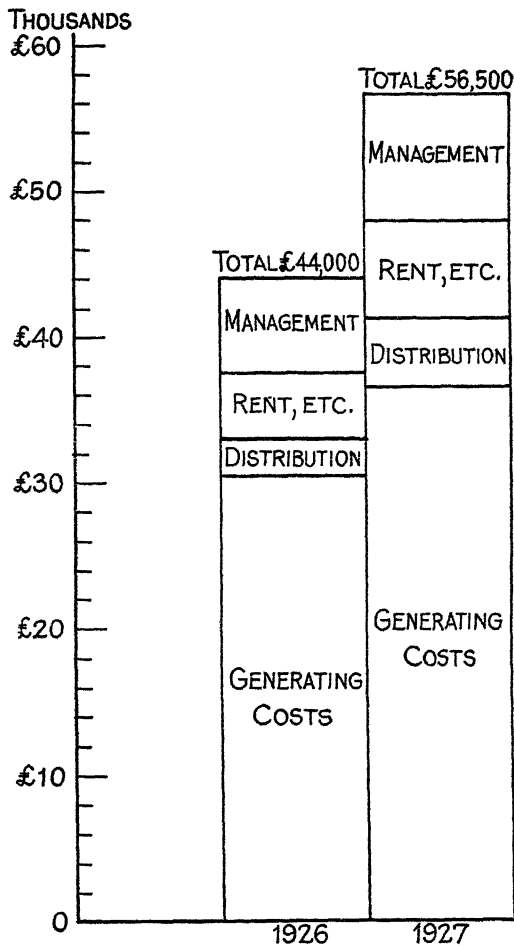 THOUSANDS
£60
£50
£40
£30
£20
£10
0
TOTAL £44,000
MANAGEMENT
RENT, ETC.
DISTRIBUTION
GENERATING
COSTS
1926
TOTAL £56,500
MANAGEMENT
RENT, ETC.
DISTRIBUTION
GENERATING
COSTS
1927